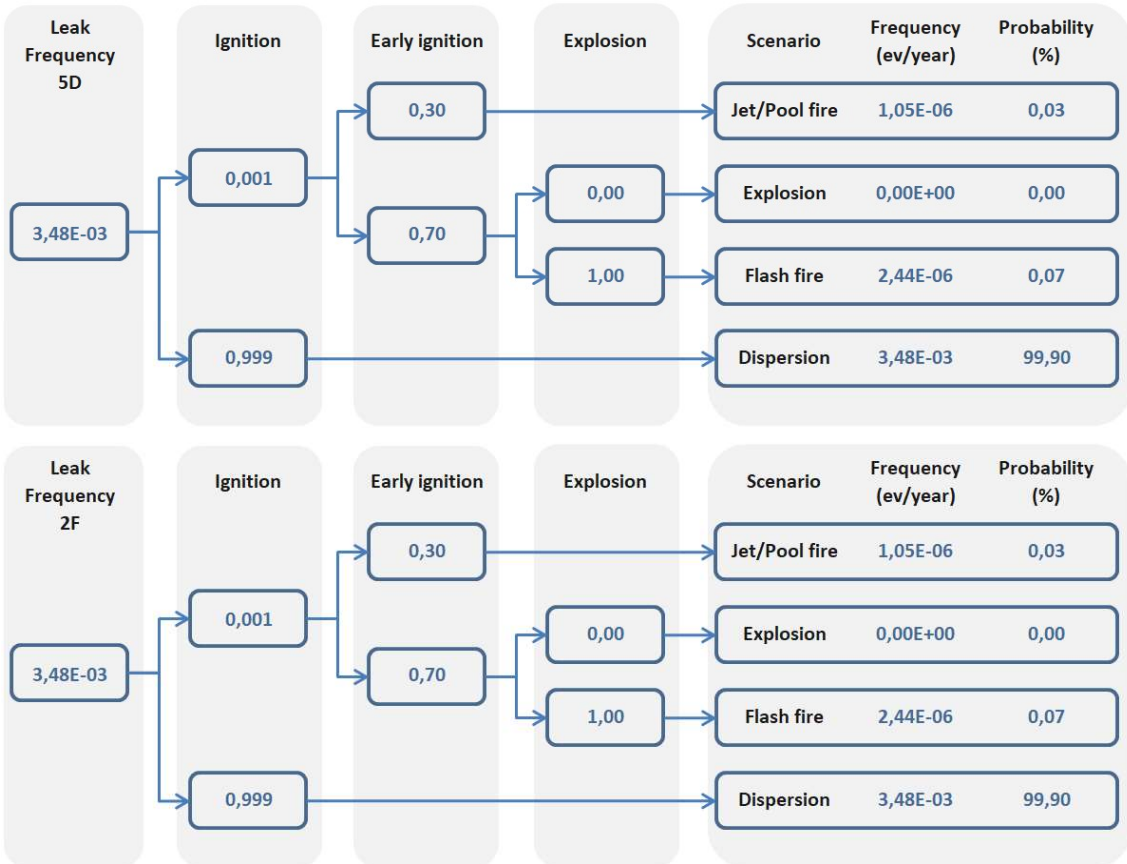 Leak
Frequency
5D
Ignition
Early ignition
Explosion
Scenario Frequency Probability
(ev/year) (%)
0,30
Jet/Pool fire 1,05E-06 0,03
0,001
0,00
Explosion 0,00E+00 0,00
3,48E-03
0,70
1,00
Flash fire 2,44E-06 0,07
0,999
Dispersion 3,48E-03 99,90
Leak
Frequency
2F
Ignition
Early ignition
Explosion
Scenario Frequency Probability
(ev/year) (%)
0,30
Jet/Pool fire 1,05E-06 0,03
0,001
0,00
Explosion 0,00E+00 0,00
3,48E-03
0,70
1,00
Flash fire 2,44E-06 0,07
0,999
Dispersion 3,48E-03 99,90